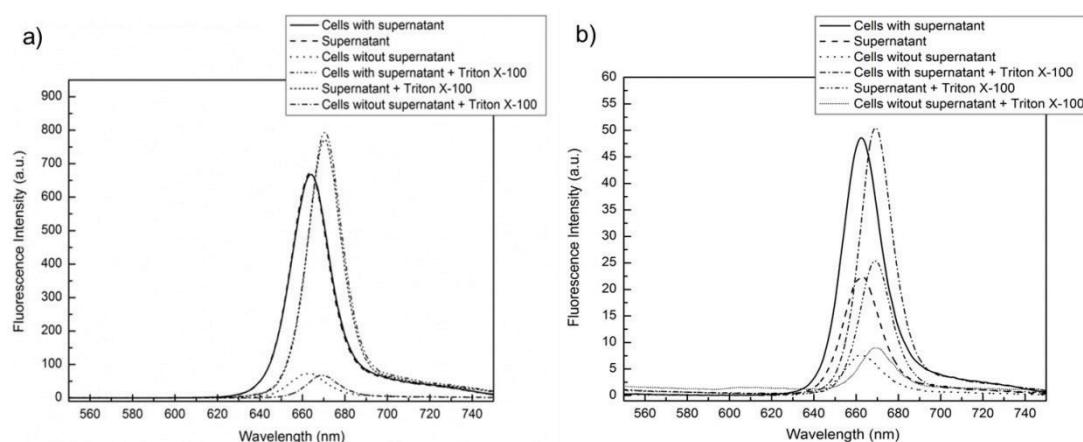 a)
Cells with supernatant
Supernatant
Cells witout supernatant
Cells with supernatant + Triton X-100
Supernatant + Triton X-100
Cells witout supernatant + Triton X-100
900
800
700
600
500
400
300
200
100
0
Fluorescence Intensity (a.u.)
560 580 600 620 640 660 680 700 720 740
Wavelength (nm)
b)
Cells with supernatant
Supernatant
Cells witout supernatant
Cells with supernatant + Triton X-100
Supernatant + Triton X-100
Cells witout supernatant + Triton X-100
60
55
50
45
40
35
30
25
20
15
10
5
0
Fluorescence Intensity (a.u.)
560 580 600 620 640 660 680 700 720 740
Wavelength (nm)